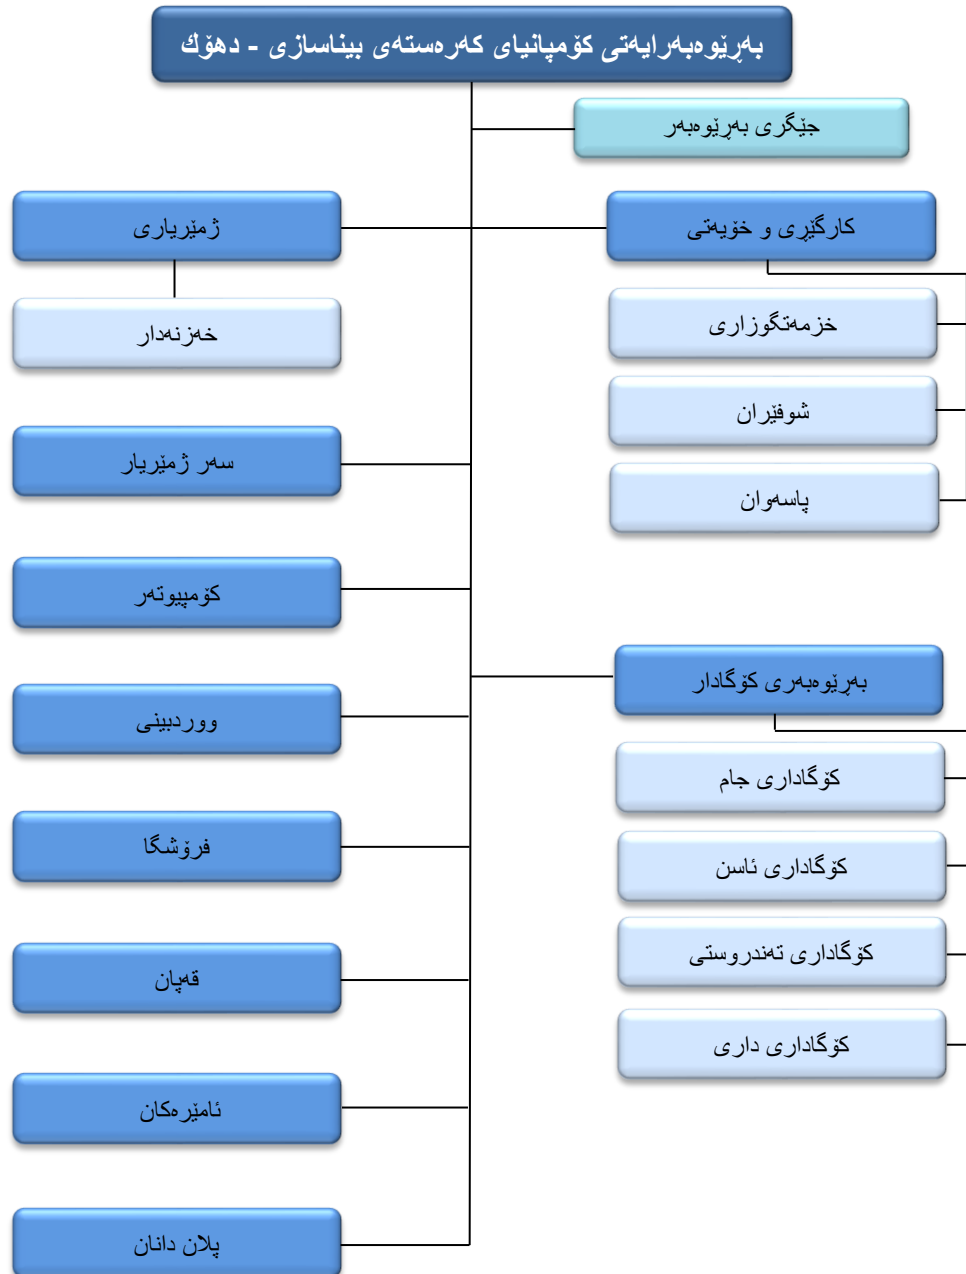 بەڕێوەبەرایەتی کۆمپانیای کەرەستەی بیناسازی - دهۆك
جێگری بەڕێوەبەر
کارگێڕی و خۆیەتی
ژمێریاری
خزمەتگوزاری
خەزنەدار
شوفێران
سەر ژمێریار
پاسەوان
کۆمپیوتەر
بەڕێوەبەری کۆگادار
ووردبینی
کۆگاداری جام
فرۆشگا
کۆگاداری ئاسن
کۆگاداری تەندروستی
قەپان
کۆگاداری داری
ئامێرەکان
پلان دانان